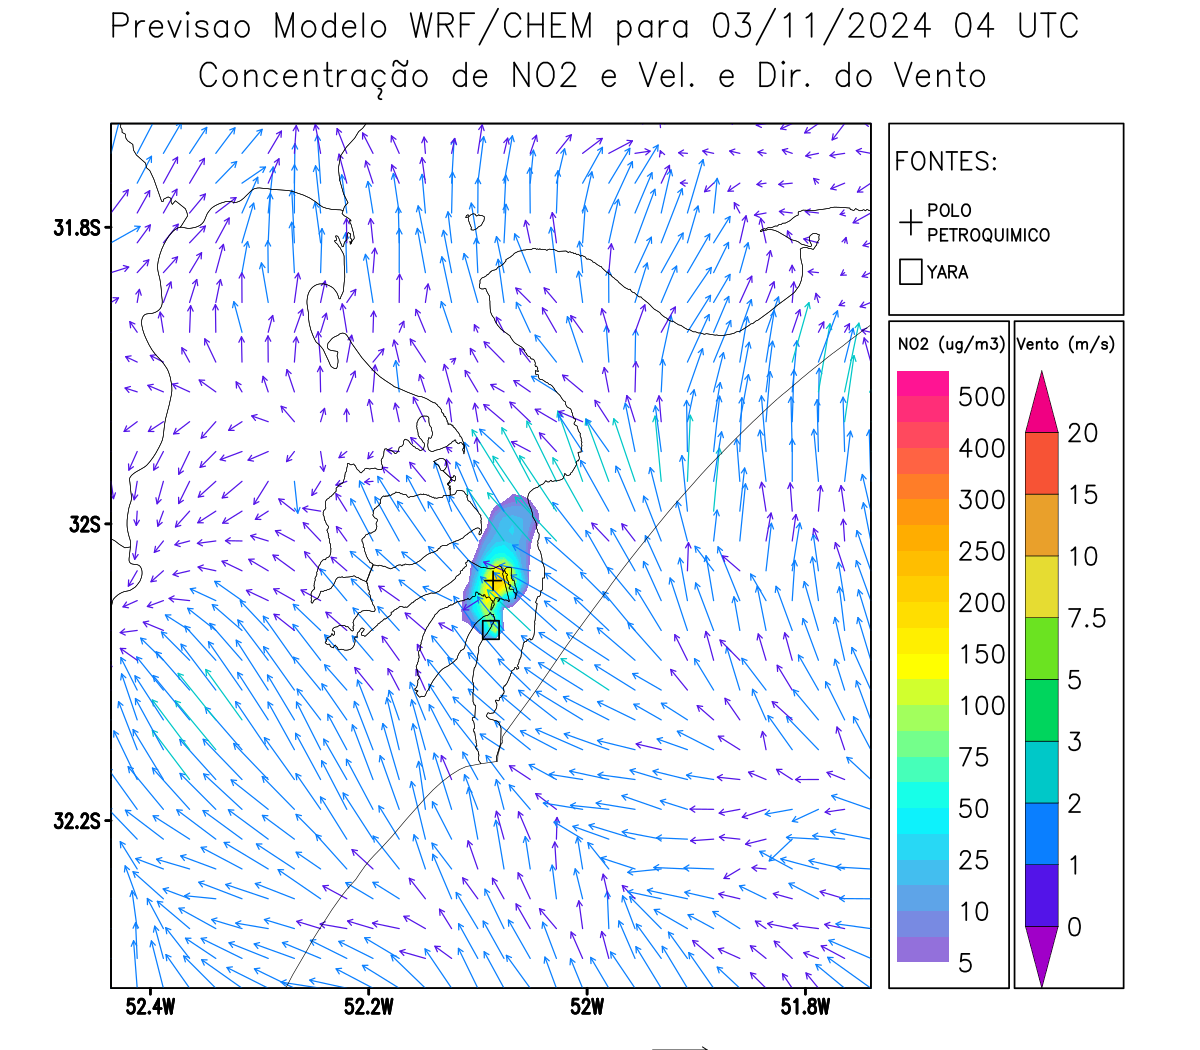 Previsao Modelo WRF/CHEM para 03/11/2024 04 UTC
Concentração de NO2 e Vel. e Dir. do Vento
FONTES:
POLO
PETROQUIMICO
YARA
NO2 (ug/m3)
500
400
300
250
200
150
100
75
50
25
10
5
Vento (m/s)
20
15
10
7.5
5
3
2
1
0
31.8S
32S
32.2S
52.4W
52.2W
52W
51.8W